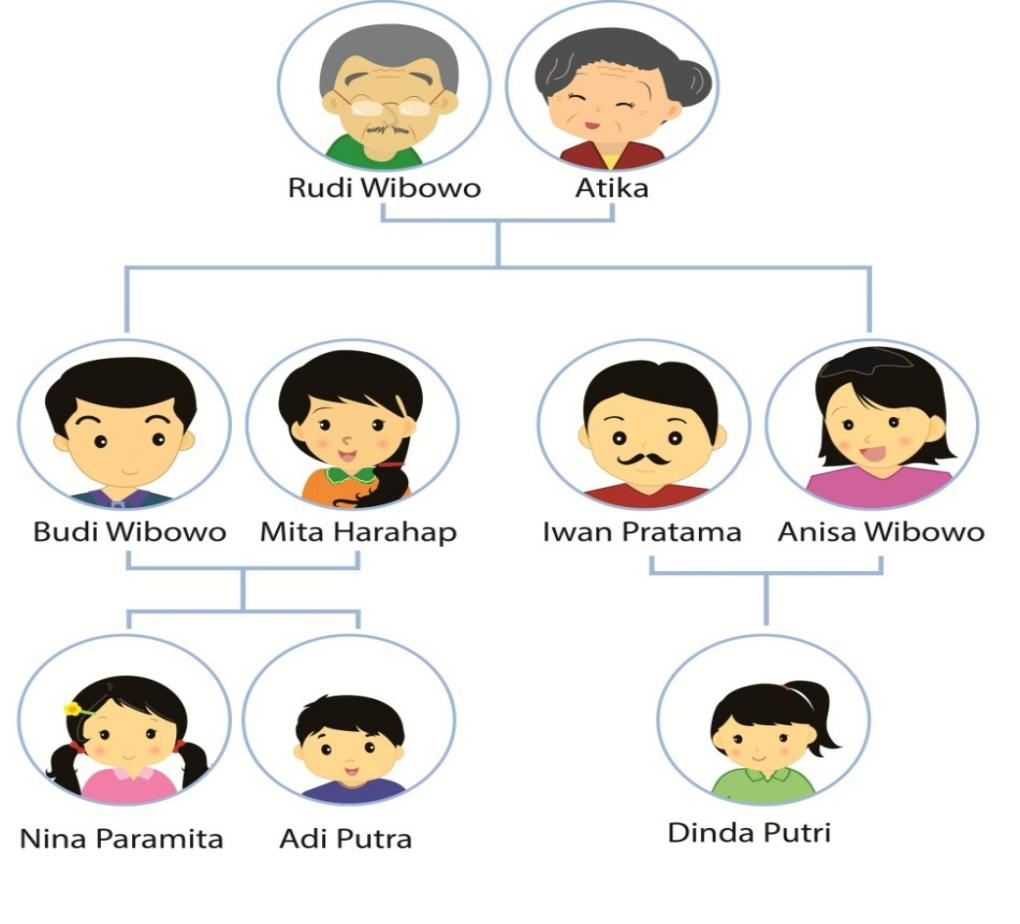 Rudi Wibowo
Atika
Budi Wibowo
Mita Harahap
Iwan Pratama
Anisa Wibowo
Nina Paramita
Adi Putra
Dinda Putri